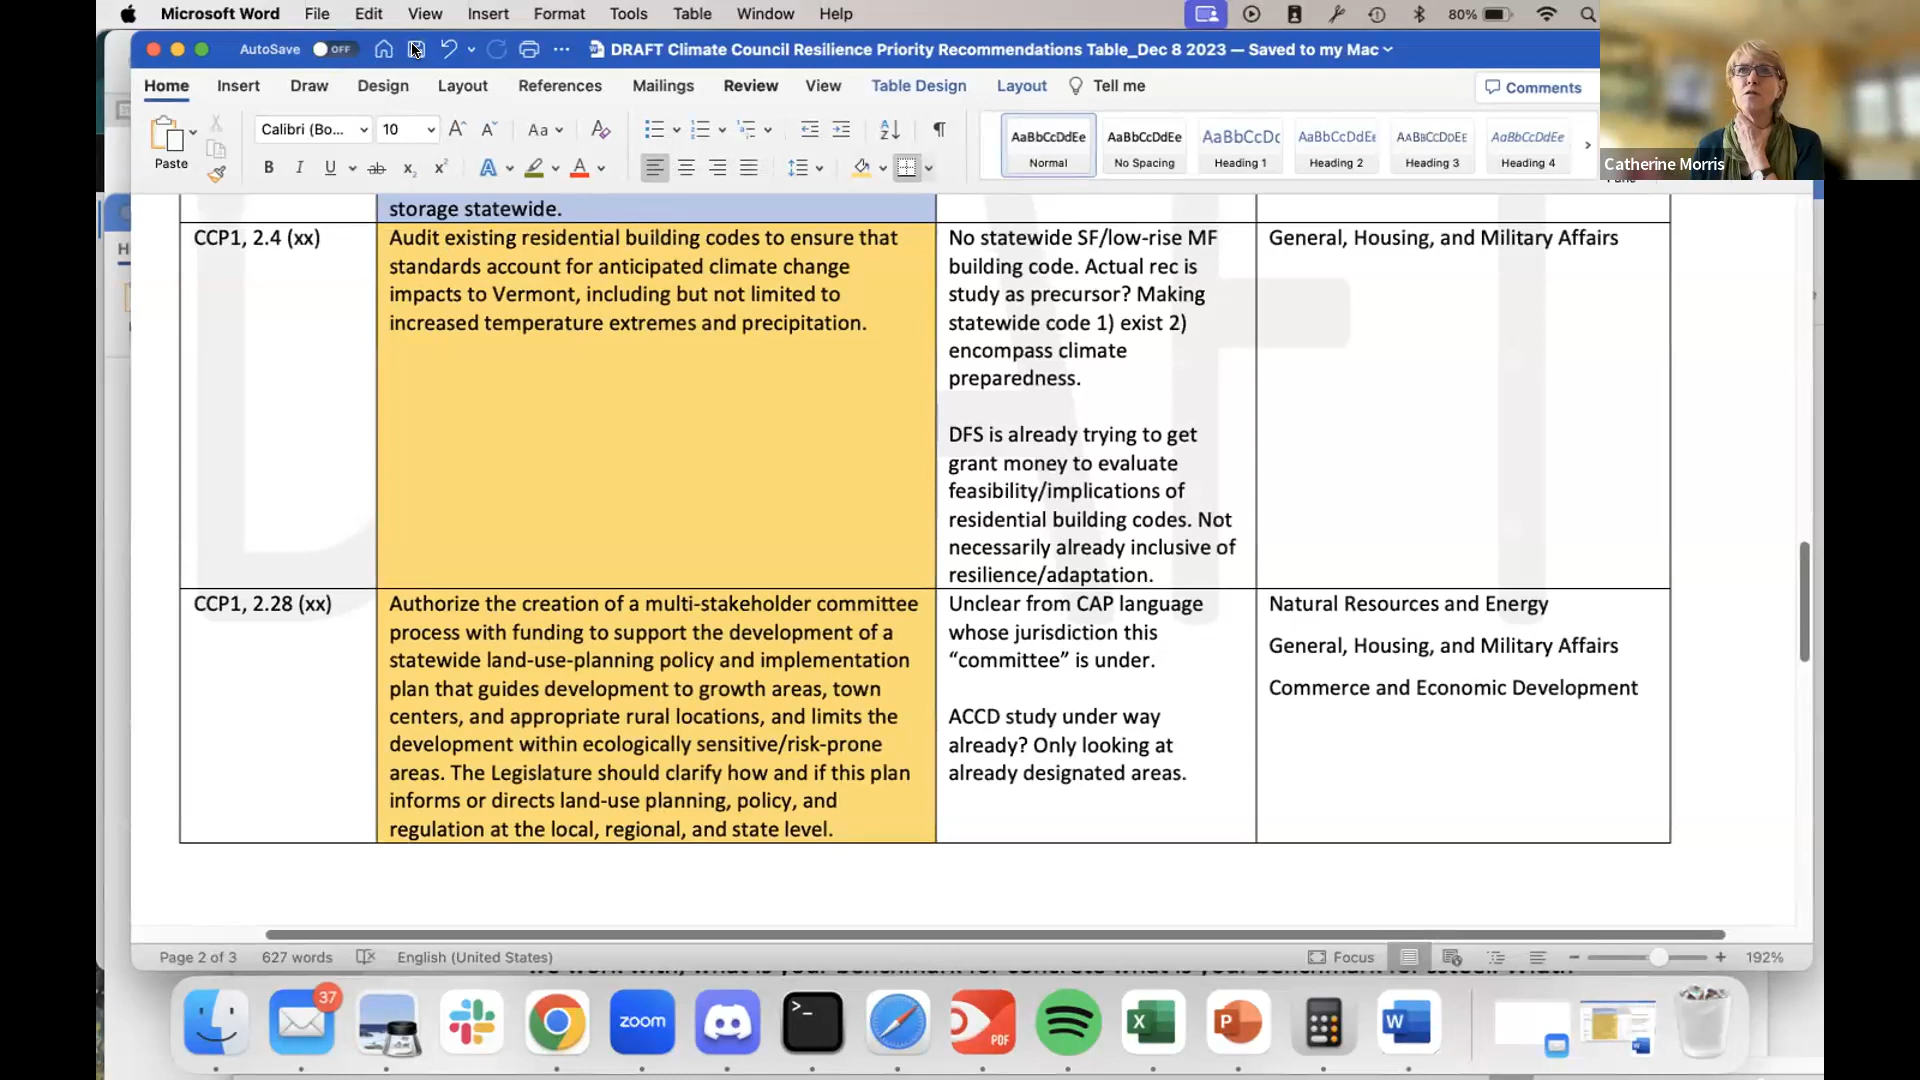 Microsoft Word File Edit View Insert Format Tools Table Window Help 80%
AutoSave OFF DRAFT Climate Council Resilience Priority Recommendations Table_Dec 8 2023 — Saved to my Mac
Home Insert Draw Design Layout References Mailings Review View Table Design Layout Tell me Comments
Paste
Calibri (Bo... 10 Aa
AaBbCcDdEe AaBbCcDdEe AaBbCcDc AaBbCcDdEe AaBbCcDdEe AaBbCcDdEe
Normal No Spacing Heading 1 Heading 2 Heading 3 Heading 4
Catherine Morris
storage statewide.
CCP1, 2.4 (xx)
Audit existing residential building codes to ensure that
standards account for anticipated climate change
impacts to Vermont, including but not limited to
increased temperature extremes and precipitation.
No statewide SF/low-rise MF
building code. Actual rec is
study as precursor? Making
statewide code 1) exist 2)
encompass climate
preparedness.
DFS is already trying to get
grant money to evaluate
feasibility/implications of
residential building codes. Not
necessarily already inclusive of
resilience/adaptation.
General, Housing, and Military Affairs
CCP1, 2.28 (xx)
Authorize the creation of a multi-stakeholder committee
process with funding to support the development of a
statewide land-use-planning policy and implementation
plan that guides development to growth areas, town
centers, and appropriate rural locations, and limits the
development within ecologically sensitive/risk-prone
areas. The Legislature should clarify how and if this plan
informs or directs land-use planning, policy, and
regulation at the local, regional, and state level.
Unclear from CAP language
whose jurisdiction this
“committee” is under.
ACCD study under way
already? Only looking at
already designated areas.
Natural Resources and Energy
General, Housing, and Military Affairs
Commerce and Economic Development
Page 2 of 3 627 words English (United States) Focus 192%
37
zoom
PDF